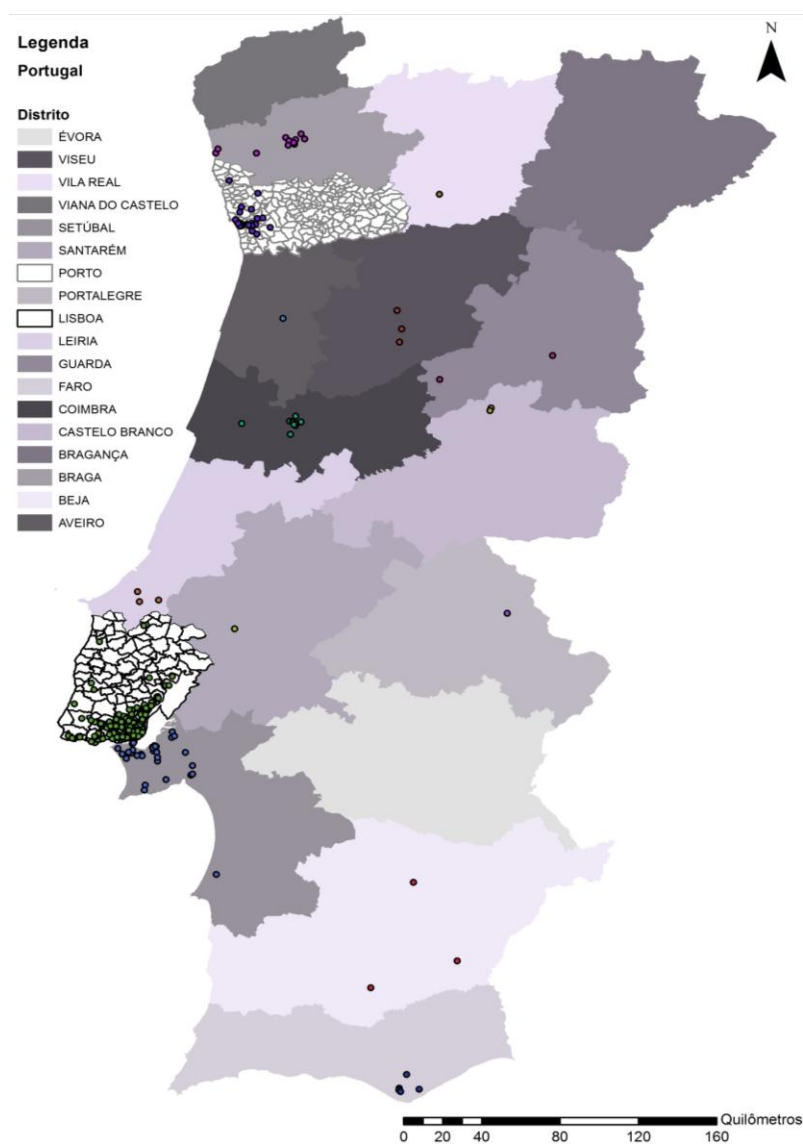 Legenda
Portugal
Distrito
ÉVORA
VISEU
VILA REAL
VIANA DO CASTELO
SETÚBAL
SANTARÉM
PORTO
PORTALEGRE
LISBOA
LEIRIA
GUARDA
FARO
COIMBRA
CASTELO BRANCO
BRAGANÇA
BRAGA
BEJA
AVEIRO
N
Quilômetros
0 20 40 80 120 160